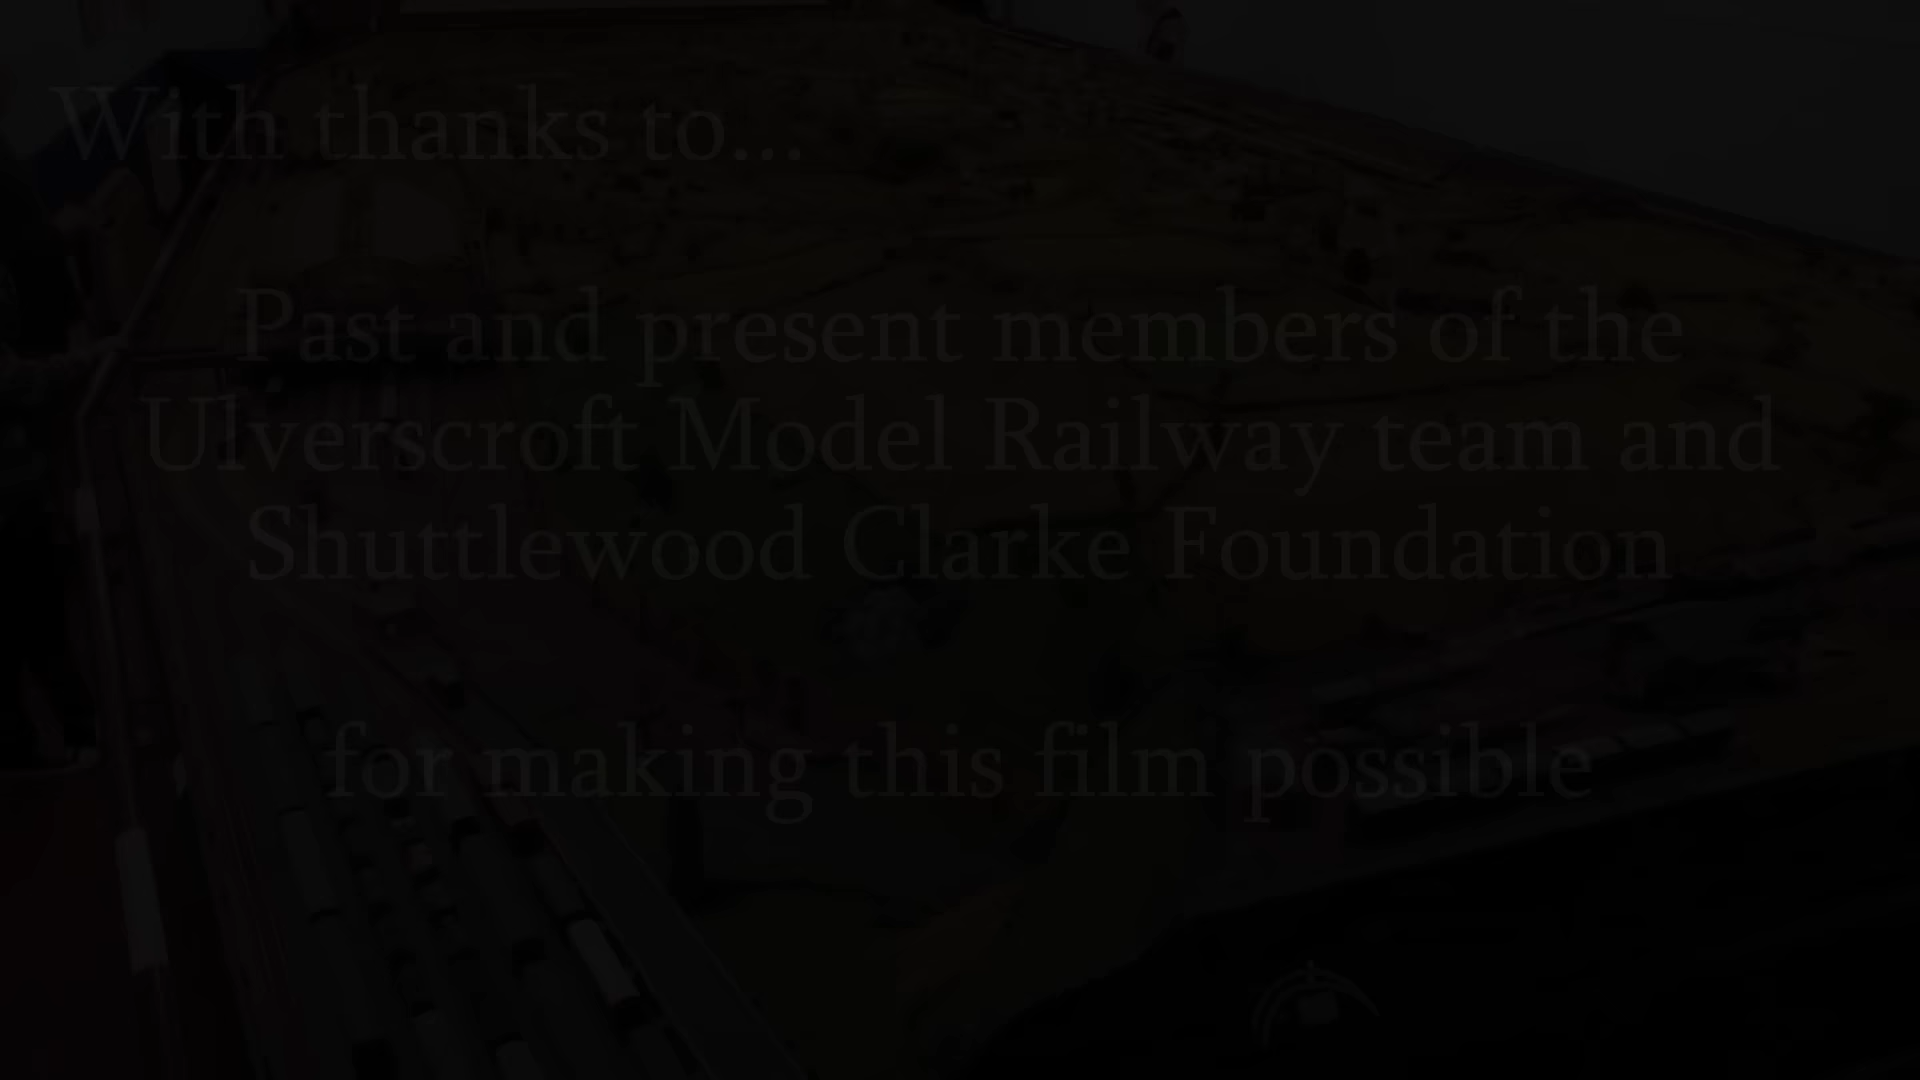 With thanks to...
Past and present members of the
Ulverscroft Model Railway team and
Shuttlewood Clarke Foundation
for making this film possible